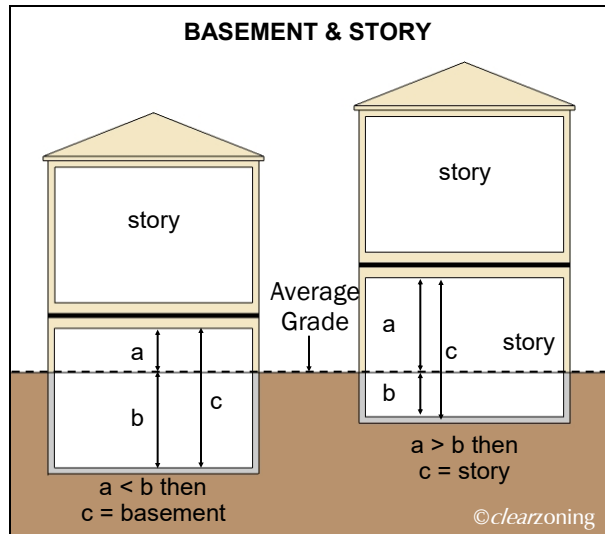 BASEMENT & STORY
story
story
Average
Grade
a
b
c
a
b
c
story
a < b then
c = basement
a > b then
c = story
©clearzoning